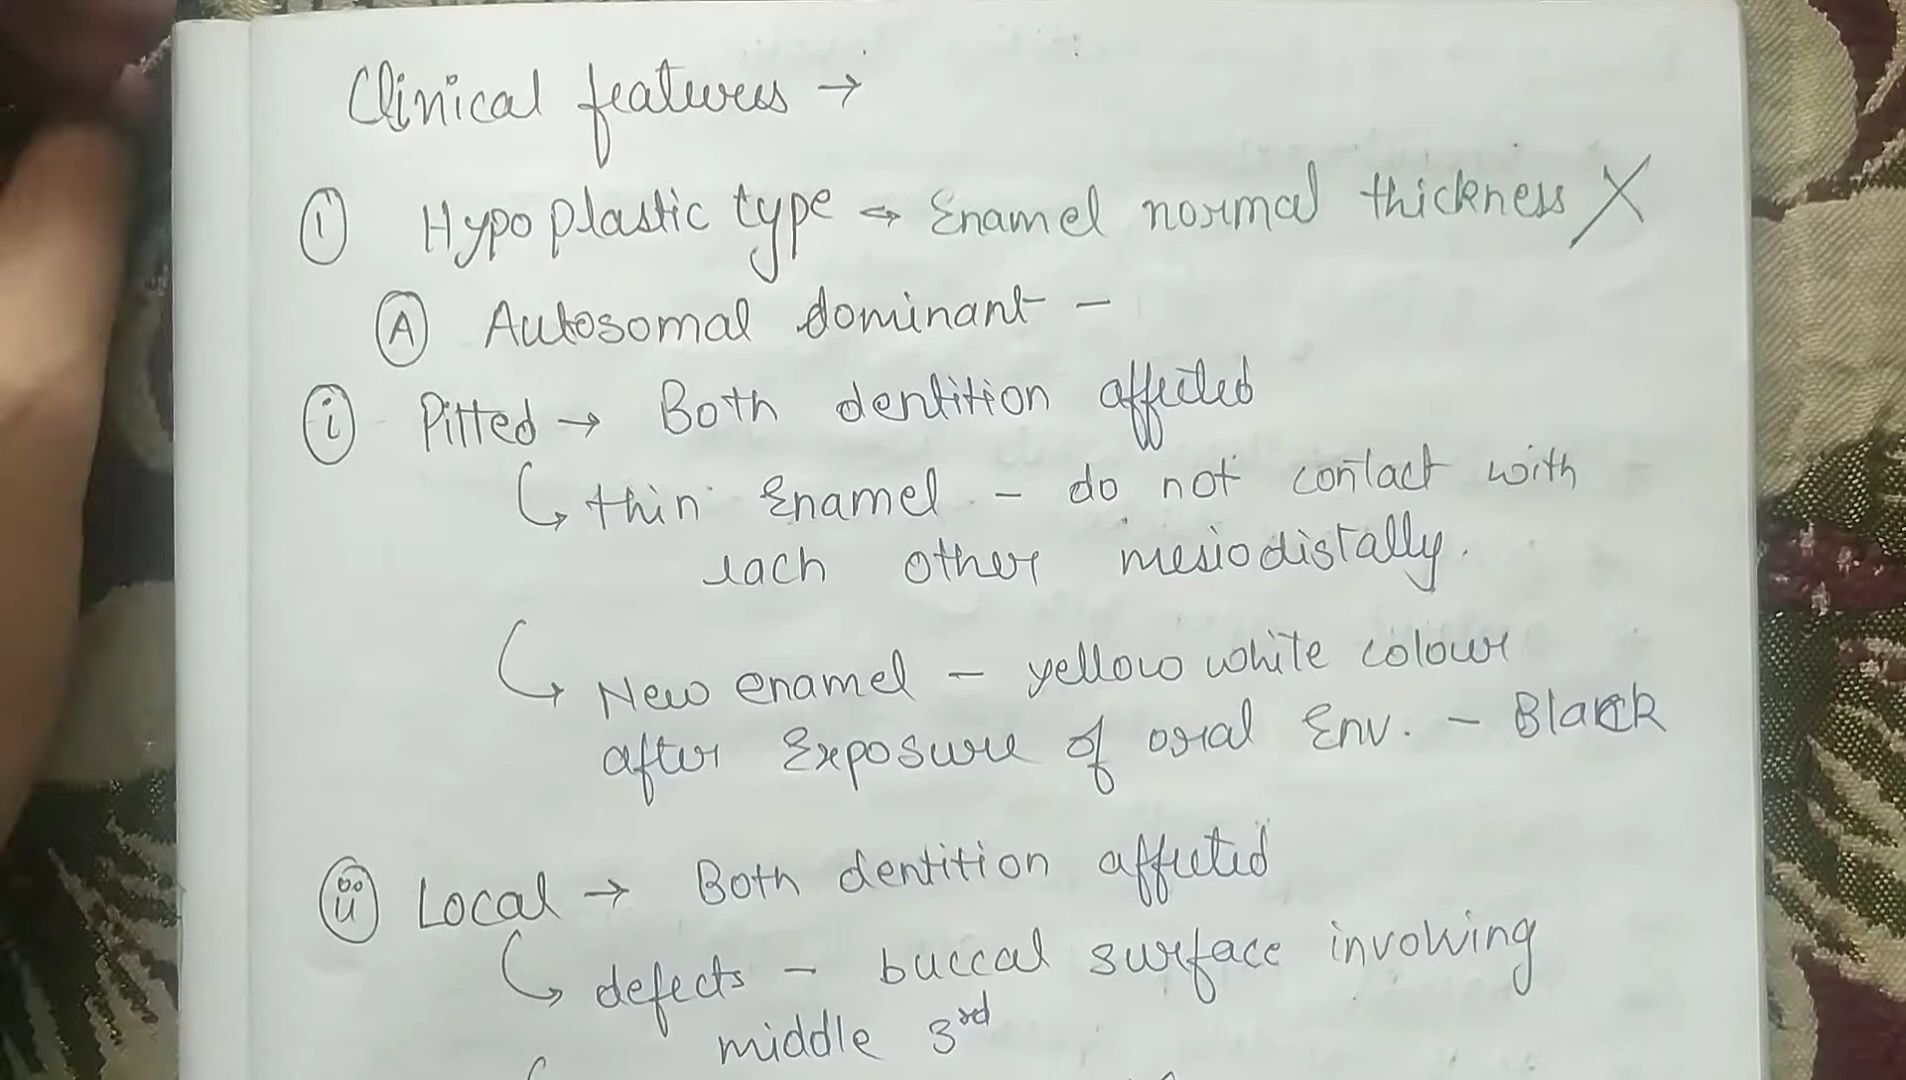 Clinical features →
① Hypoplastic type → Enamel normal thickness X
Ⓐ Autosomal dominant -
ⓘ Pitted → Both dentition affected
↳ thin Enamel - do not contact with
each other mesiodistally.
↳ New enamel - yellow white colour
after Exposure of oral Env. - Black
ⓘⓘ Local → Both dentition affected
↳ defects - buccal surface involving
middle 3rd